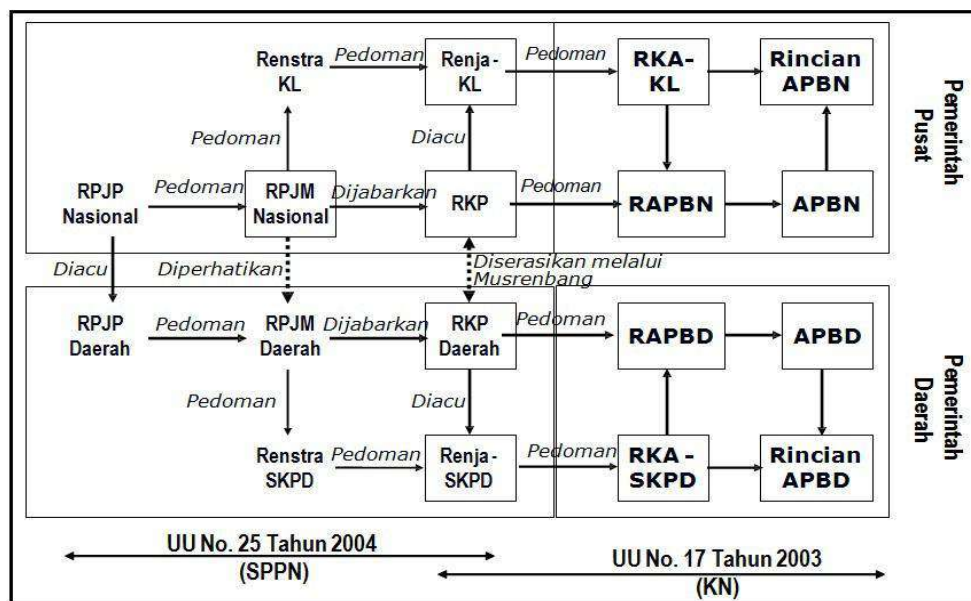 Renstra
KL
Pedoman
Renja-
KL
Pedoman
RKA-
KL
Rincian
APBN
Pemerintah
Pusat
Pedoman
Diacu
RPJP
Nasional
Pedoman
RPJM
Nasional
Dijabarkan
RKP
Pedoman
RAPBN
APBN
Diacu
Diperhatikan
Diserasikan melalui
Musrenbang
RPJP
Daerah
Pedoman
RPJM
Daerah
Dijabarkan
RKP
Daerah
Pedoman
RAPBD
APBD
Pemerintah
Daerah
Pedoman
Diacu
Renstra
SKPD
Pedoman
Renja-
SKPD
Pedoman
RKA -
SKPD
Rincian
APBD
UU No. 25 Tahun 2004
(SPPN)
UU No. 17 Tahun 2003
(KN)